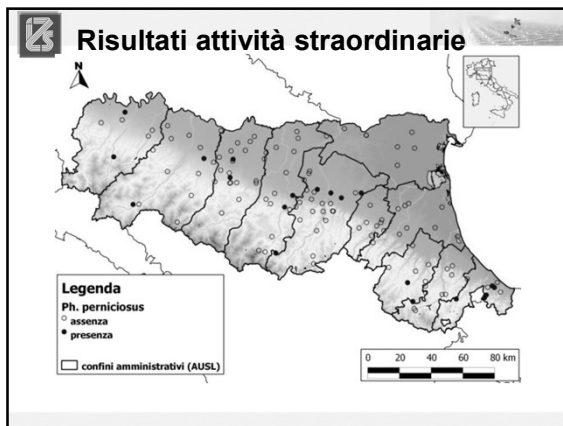 Risultati attività straordinarie
N
Legenda
Ph. perniciosus
assenza
presenza
confini amministrativi (AUSL)
0 20 40 60 80 km